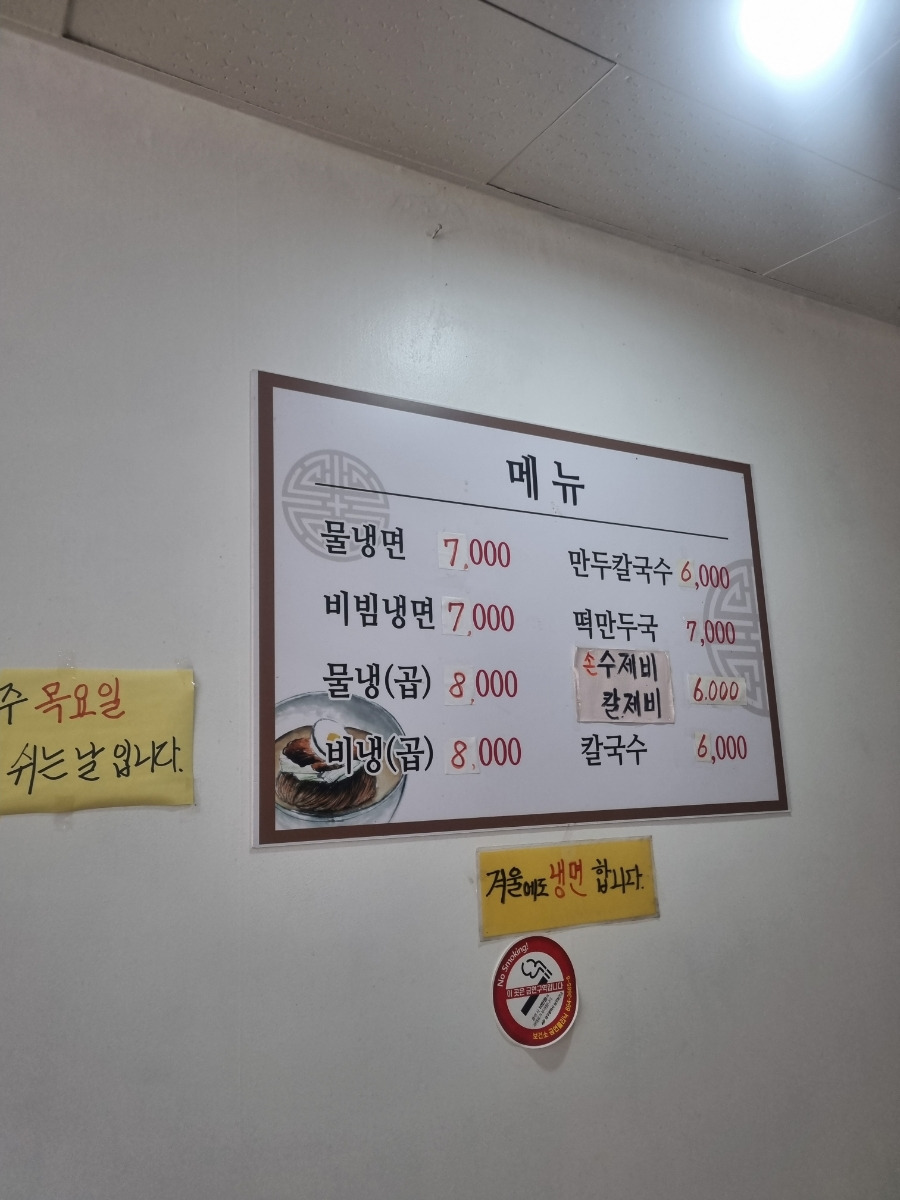 메뉴
물냉면 7,000
비빔냉면 7,000
물냉(곱) 8,000
비냉(곱) 8,000
만두칼국수 6,000
떡만두국 7,000
손수제비
칼제비 6.000
칼국수 6,000
주 목요일
쉬는날 입니다.
겨울에도 냉면 합니다.
No Smoking!
이 곳은 금연구역입니다